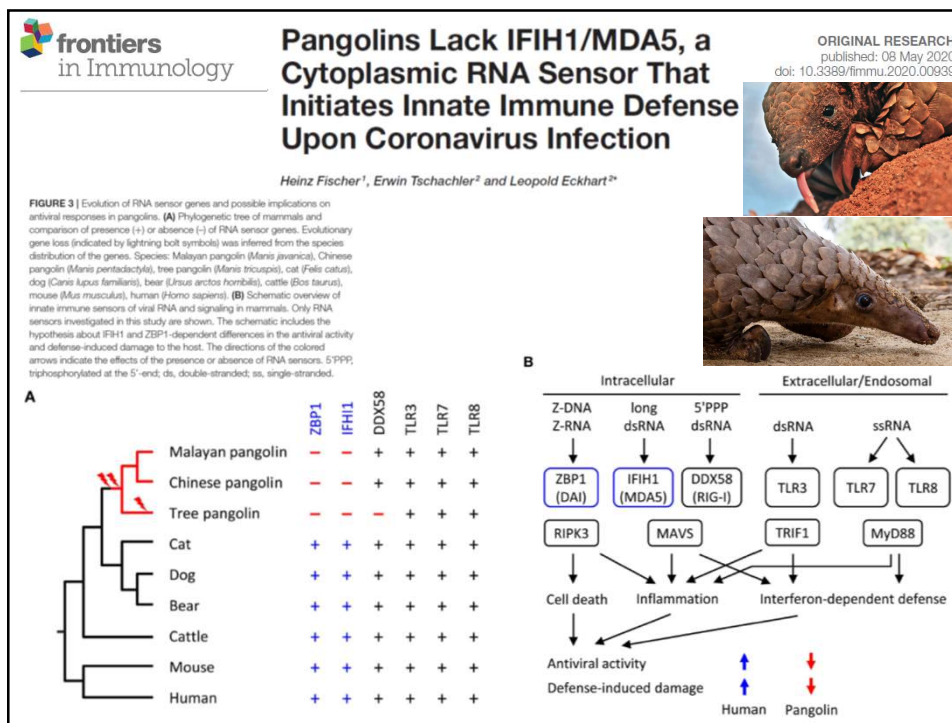 frontiers
in Immunology
Pangolins Lack IFIH1/MDA5, a
Cytoplasmic RNA Sensor That
Initiates Innate Immune Defense
Upon Coronavirus Infection
ORIGINAL RESEARCH
published: 08 May 2020
doi: 10.3389/fimmu.2020.00939
Heinz Fischer¹, Erwin Tschachler² and Leopold Eckhart²*
FIGURE 3 | Evolution of RNA sensor genes and possible implications on
antiviral responses in pangolins. (A) Phylogenetic tree of mammals and
comparison of presence (+) or absence (–) of RNA sensor genes. Evolutionary
gene loss (indicated by lightning bolt symbols) was inferred from the species
distribution of the genes. Species: Malayan pangolin (Manis javanica), Chinese
pangolin (Manis pentadactyla), tree pangolin (Manis tricuspis), cat (Felis catus),
dog (Canis lupus familiaris), bear (Ursus arctos horribilis), cattle (Bos taurus),
mouse (Mus musculus), human (Homo sapiens). (B) Schematic overview of
innate immune sensors of viral RNA and signaling in mammals. Only RNA
sensors investigated in this study are shown. The schematic includes the
hypothesis about IFIH1 and ZBP1-dependent differences in the antiviral activity
and defense-induced damage to the host. The directions of the colored
arrows indicate the effects of the presence or absence of RNA sensors. 5'PPP,
triphosphorylated at the 5'-end; ds, double-stranded; ss, single-stranded.
A
ZBP1 IFHI1 DDX58 TLR3 TLR7 TLR8
Malayan pangolin – – + + + +
Chinese pangolin – – + + + +
Tree pangolin – – – + + +
Cat + + + + + +
Dog + + + + + +
Bear + + + + + +
Cattle + + + + + +
Mouse + + + + + +
Human + + + + + +
B
Intracellular Extracellular/Endosomal
Z-DNA long 5'PPP
Z-RNA dsRNA dsRNA dsRNA ssRNA
ZBP1 IFIH1 DDX58 TLR3 TLR7 TLR8
(DAI) (MDA5) (RIG-I)
RIPK3 MAVS TRIF1 MyD88
Cell death Inflammation Interferon-dependent defense
Antiviral activity
Defense-induced damage
Human Pangolin